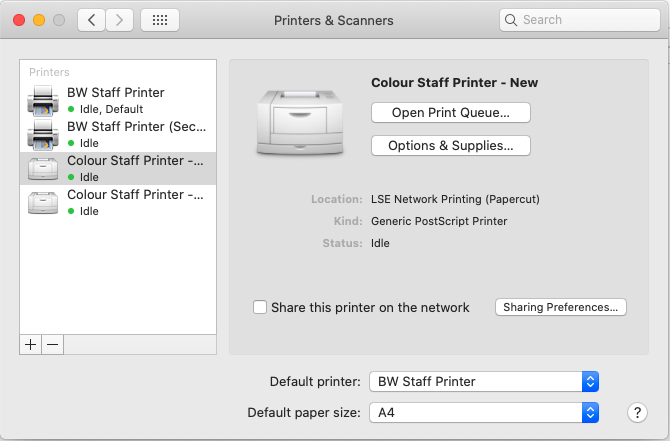 Printers & Scanners
Search
Printers
BW Staff Printer
Idle, Default
BW Staff Printer (Sec...
Idle
Colour Staff Printer -...
Idle
Colour Staff Printer -...
Idle
Colour Staff Printer - New
Open Print Queue...
Options & Supplies...
Location: LSE Network Printing (Papercut)
Kind: Generic PostScript Printer
Status: Idle
Share this printer on the network
Sharing Preferences...
+ −
Default printer: BW Staff Printer
Default paper size: A4
?